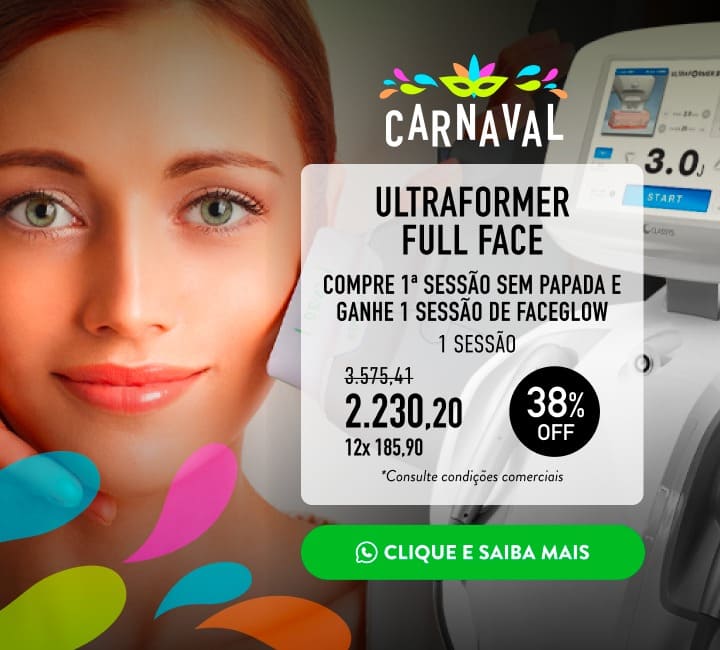 CARNAVAL
ULTRAFORMER
3.0J
START
CLASSYS
ULTRAFORMER
FULL FACE
COMPRE 1ª SESSÃO SEM PAPADA E
GANHE 1 SESSÃO DE FACEGLOW
1 SESSÃO
3.575,41
2.230,20
12x 185,90
38%
OFF
*Consulte condições comerciais
CLIQUE E SAIBA MAIS